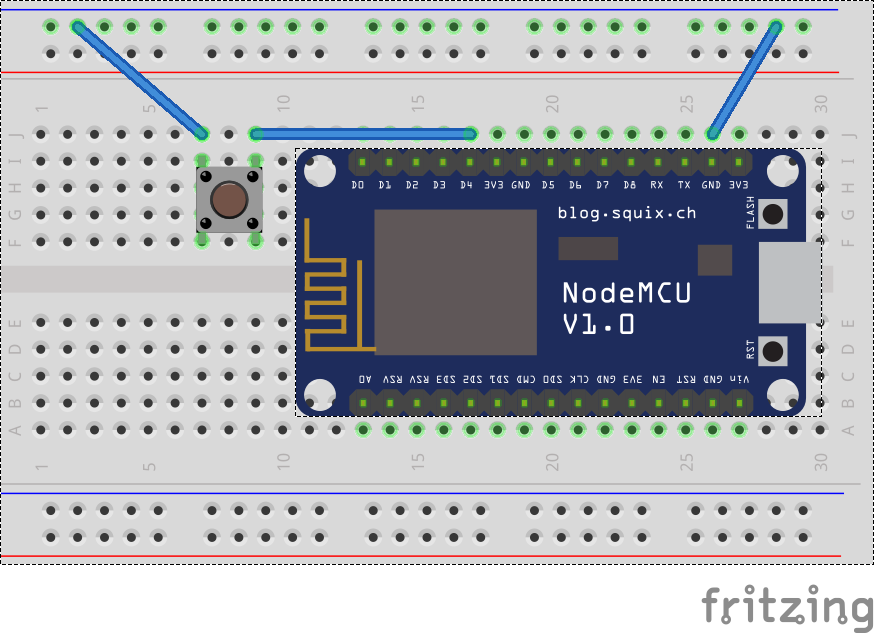 1 5 10 15 20 25 30
J J
I I
H H
G G
F F
D0 D1 D2 D3 D4 3V3 GND D5 D6 D7 D8 RX TX GND 3V3
blog.squix.ch
FLASH
NodeMCU
V1.0
RST
E E
D D
C C
B B
A A
A0 RSV RSV SD3 SD2 SD1 CMD SD0 CLK GND 3V3 EN RST GND Vin
1 5 10 15 20 25 30
fritzing